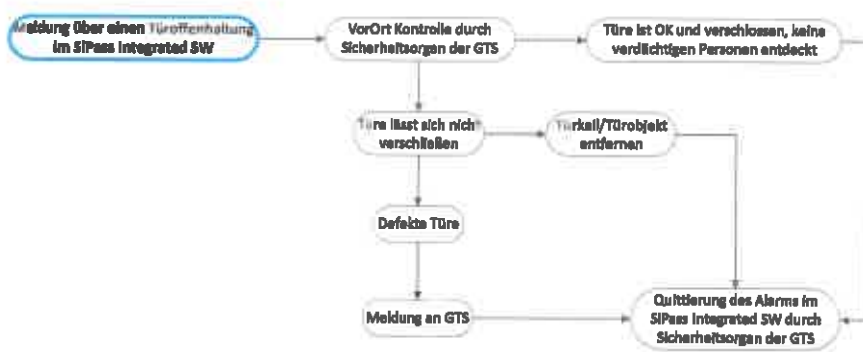 Meldung über einen Türoffenhaltung
im SiPass Integrated SW
VorOrt Kontrolle durch
Sicherheitsorgan der GTS
Türe ist OK und verschlossen, keine
verdächtigen Personen entdeckt
Türe lässt sich nicht
verschließen
Türkeil/Türobjekt
entfernen
Defekte Türe
Meldung an GTS
Quittierung des Alarms im
SiPass Integrated SW durch
Sicherheitsorgan der GTS